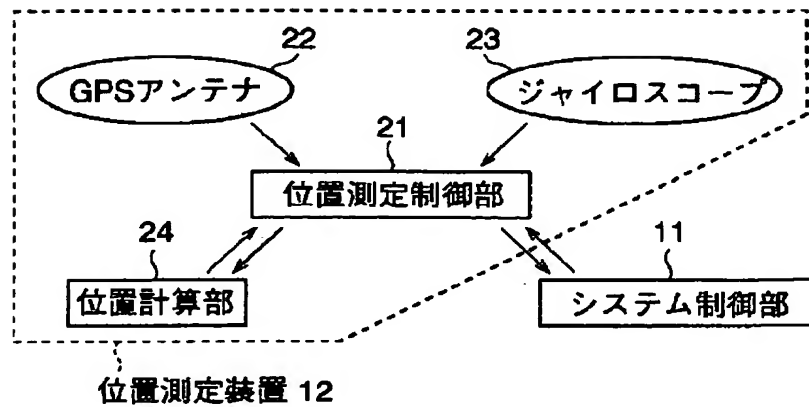 22
23
GPSアンテナ
ジャイロスコープ
21
位置測定制御部
24
11
位置計算部
システム制御部
位置測定装置 12